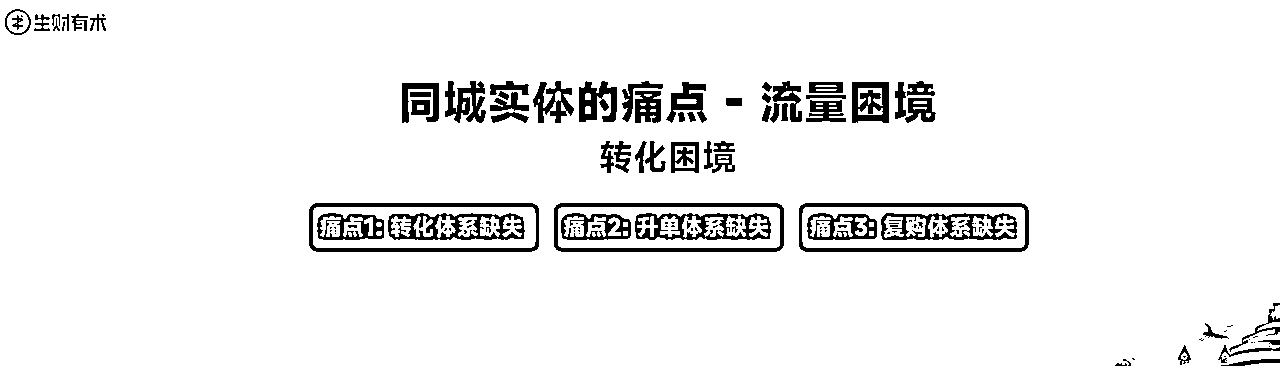 生财有术
同城实体的痛点 - 流量困境
转化困境
痛点1: 转化体系缺失
痛点2: 升单体系缺失
痛点3: 复购体系缺失